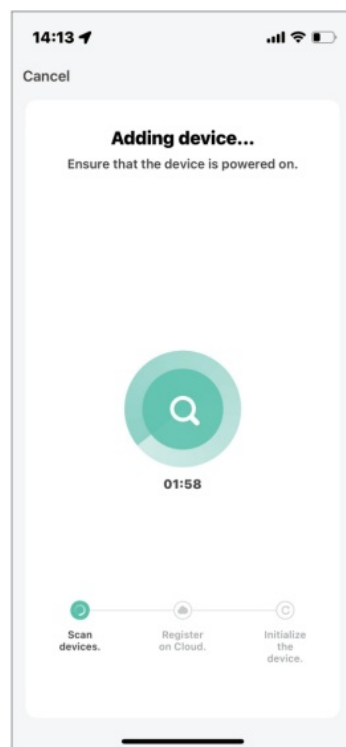 14:13
Cancel
Adding device...
Ensure that the device is powered on.
01:58
Scan
devices.
Register
on Cloud.
Initialize
the
device.